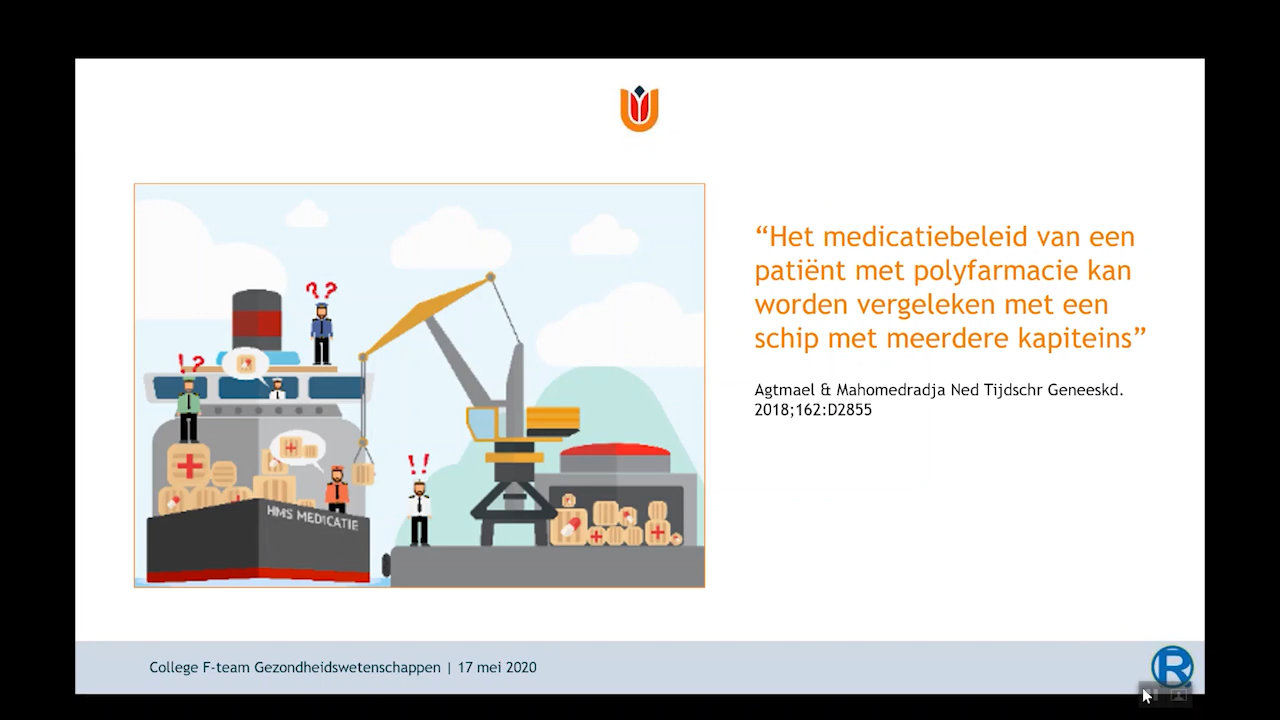 “Het medicatiebeleid van een
patiënt met polyfarmacie kan
worden vergeleken met een
schip met meerdere kapiteins”
Agtmael & Mahomedradja Ned Tijdschr Geneeskd.
2018;162:D2855
??
!?
!!
HMS MEDICATIE
College F-team Gezondheidswetenschappen | 17 mei 2020
R